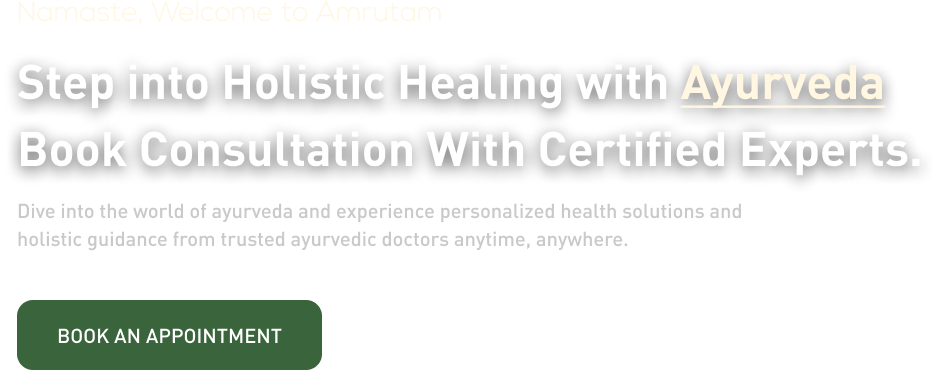 Namaste, Welcome to Amrutam
Step into Holistic Healing with Ayurveda
Book Consultation With Certified Experts.
Dive into the world of ayurveda and experience personalized health solutions and
holistic guidance from trusted ayurvedic doctors anytime, anywhere.
BOOK AN APPOINTMENT